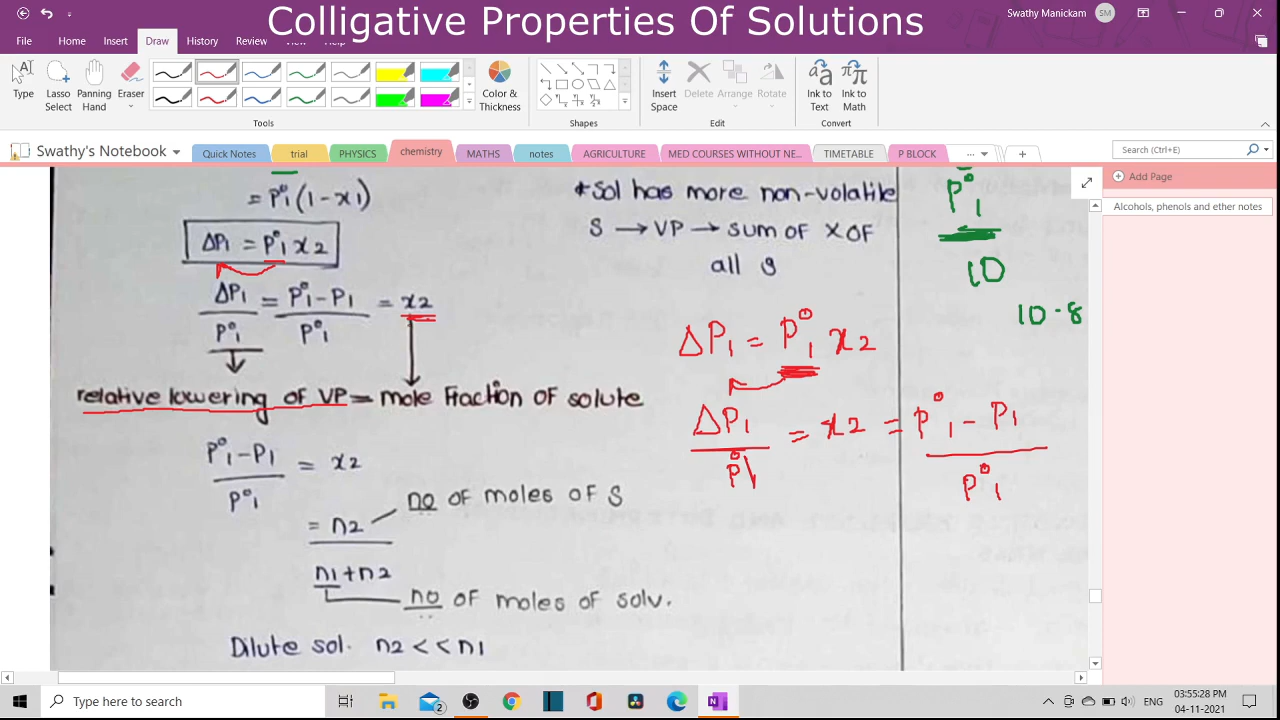 Colligative Properties Of Solutions
Swathy Manickam SM
File Home Insert Draw History Review View Help
Type
Lasso Select
Panning Hand
Eraser
Color & Thickness
Insert Space
Delete
Arrange
Rotate
Ink to Text
Ink to Math
Tools
Shapes
Edit
Convert
Swathy's Notebook
Quick Notes trial PHYSICS chemistry MATHS notes AGRICULTURE MED COURSES WITHOUT NE... TIMETABLE P BLOCK ... +
Search (Ctrl+E)
Add Page
Alcohols, phenols and ether notes
= P°1 (1-x1)
ΔP1 = P°1 x2
ΔP1/P°1 = P°1-P1/P°1 = x2
relative lowering of VP = mole Fraction OF solute
P°1-P1/P°1 = x2
= n2
no OF moles OF S
n1+n2
no OF moles OF solv.
Dilute sol. n2 < < n1
*Sol has more non-volatile
S → VP → sum OF x OF
all S
ΔP1 = P°1 x2
ΔP1/P°1 = x2 = P°1 - P1/P°1
P°1
10
10-8
Type here to search
2
ENG
03:55:28 PM
04-11-2021